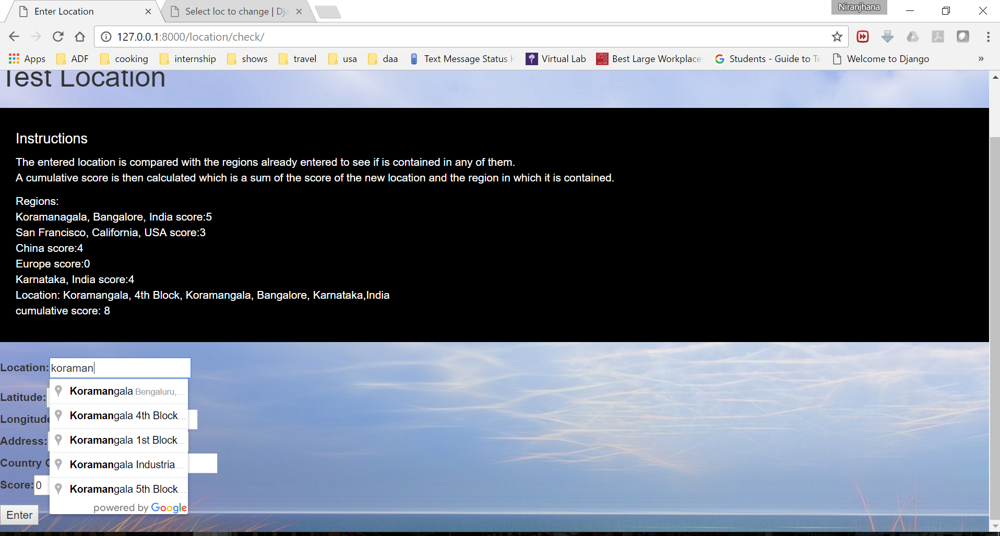 Enter Location
Select loc to change | Dja
Niranjhana
127.0.0.1:8000/location/check/
Apps
ADF
cooking
internship
shows
travel
usa
daa
Text Message Status
Virtual Lab
Best Large Workplace
Students - Guide to Te
Welcome to Django
»
Test Location
Instructions
The entered location is compared with the regions already entered to see if is contained in any of them.
A cumulative score is then calculated which is a sum of the score of the new location and the region in which it is contained.
Regions:
Koramanagala, Bangalore, India score:5
San Francisco, California, USA score:3
China score:4
Europe score:0
Karnataka, India score:4
Location: Koramangala, 4th Block, Koramangala, Bangalore, Karnataka,India
cumulative score: 8
Location: koraman
Koramangala Bengaluru,...
Latitude:
Koramangala 4th Block...
Longitude
Koramangala 1st Block...
Address:
Koramangala Industria...
Country
Koramangala 5th Block...
Score: 0
powered by Google
Enter